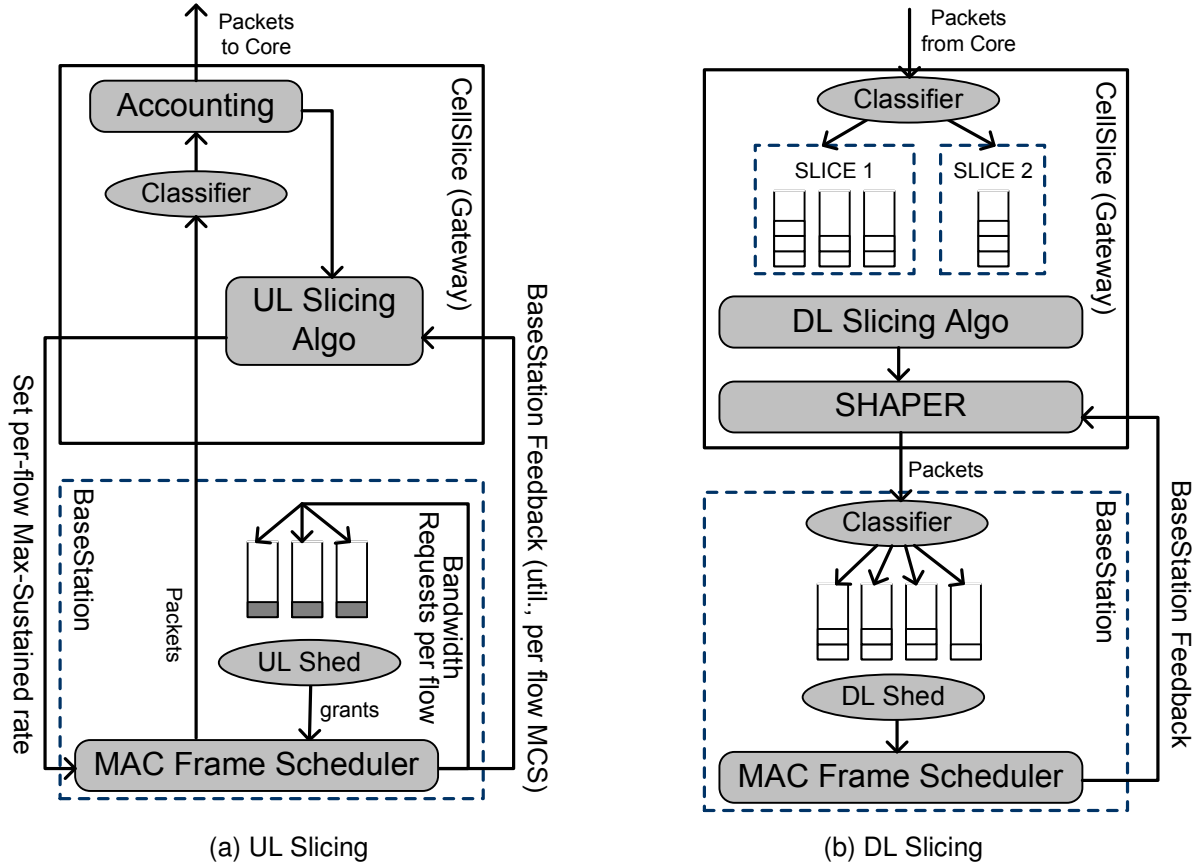 Packets
to Core
Accounting
Classifier
UL Slicing
Algo
CellSlice (Gateway)
Set per-flow Max-Sustained rate
BaseStation Feedback (util., per flow MCS)
BaseStation
Packets
Bandwidth
Requests per flow
UL Shed
grants
MAC Frame Scheduler
(a) UL Slicing
Packets
from Core
Classifier
SLICE 1
SLICE 2
CellSlice (Gateway)
DL Slicing Algo
SHAPER
Packets
Classifier
BaseStation
BaseStation Feedback
DL Shed
MAC Frame Scheduler
(b) DL Slicing